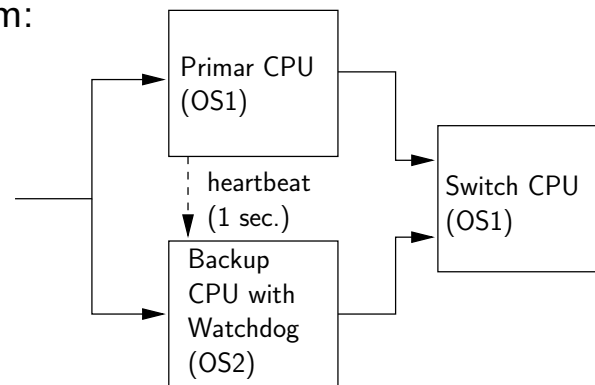 m:
Primar CPU
(OS1)
heartbeat
(1 sec.)
Switch CPU
(OS1)
Backup
CPU with
Watchdog
(OS2)